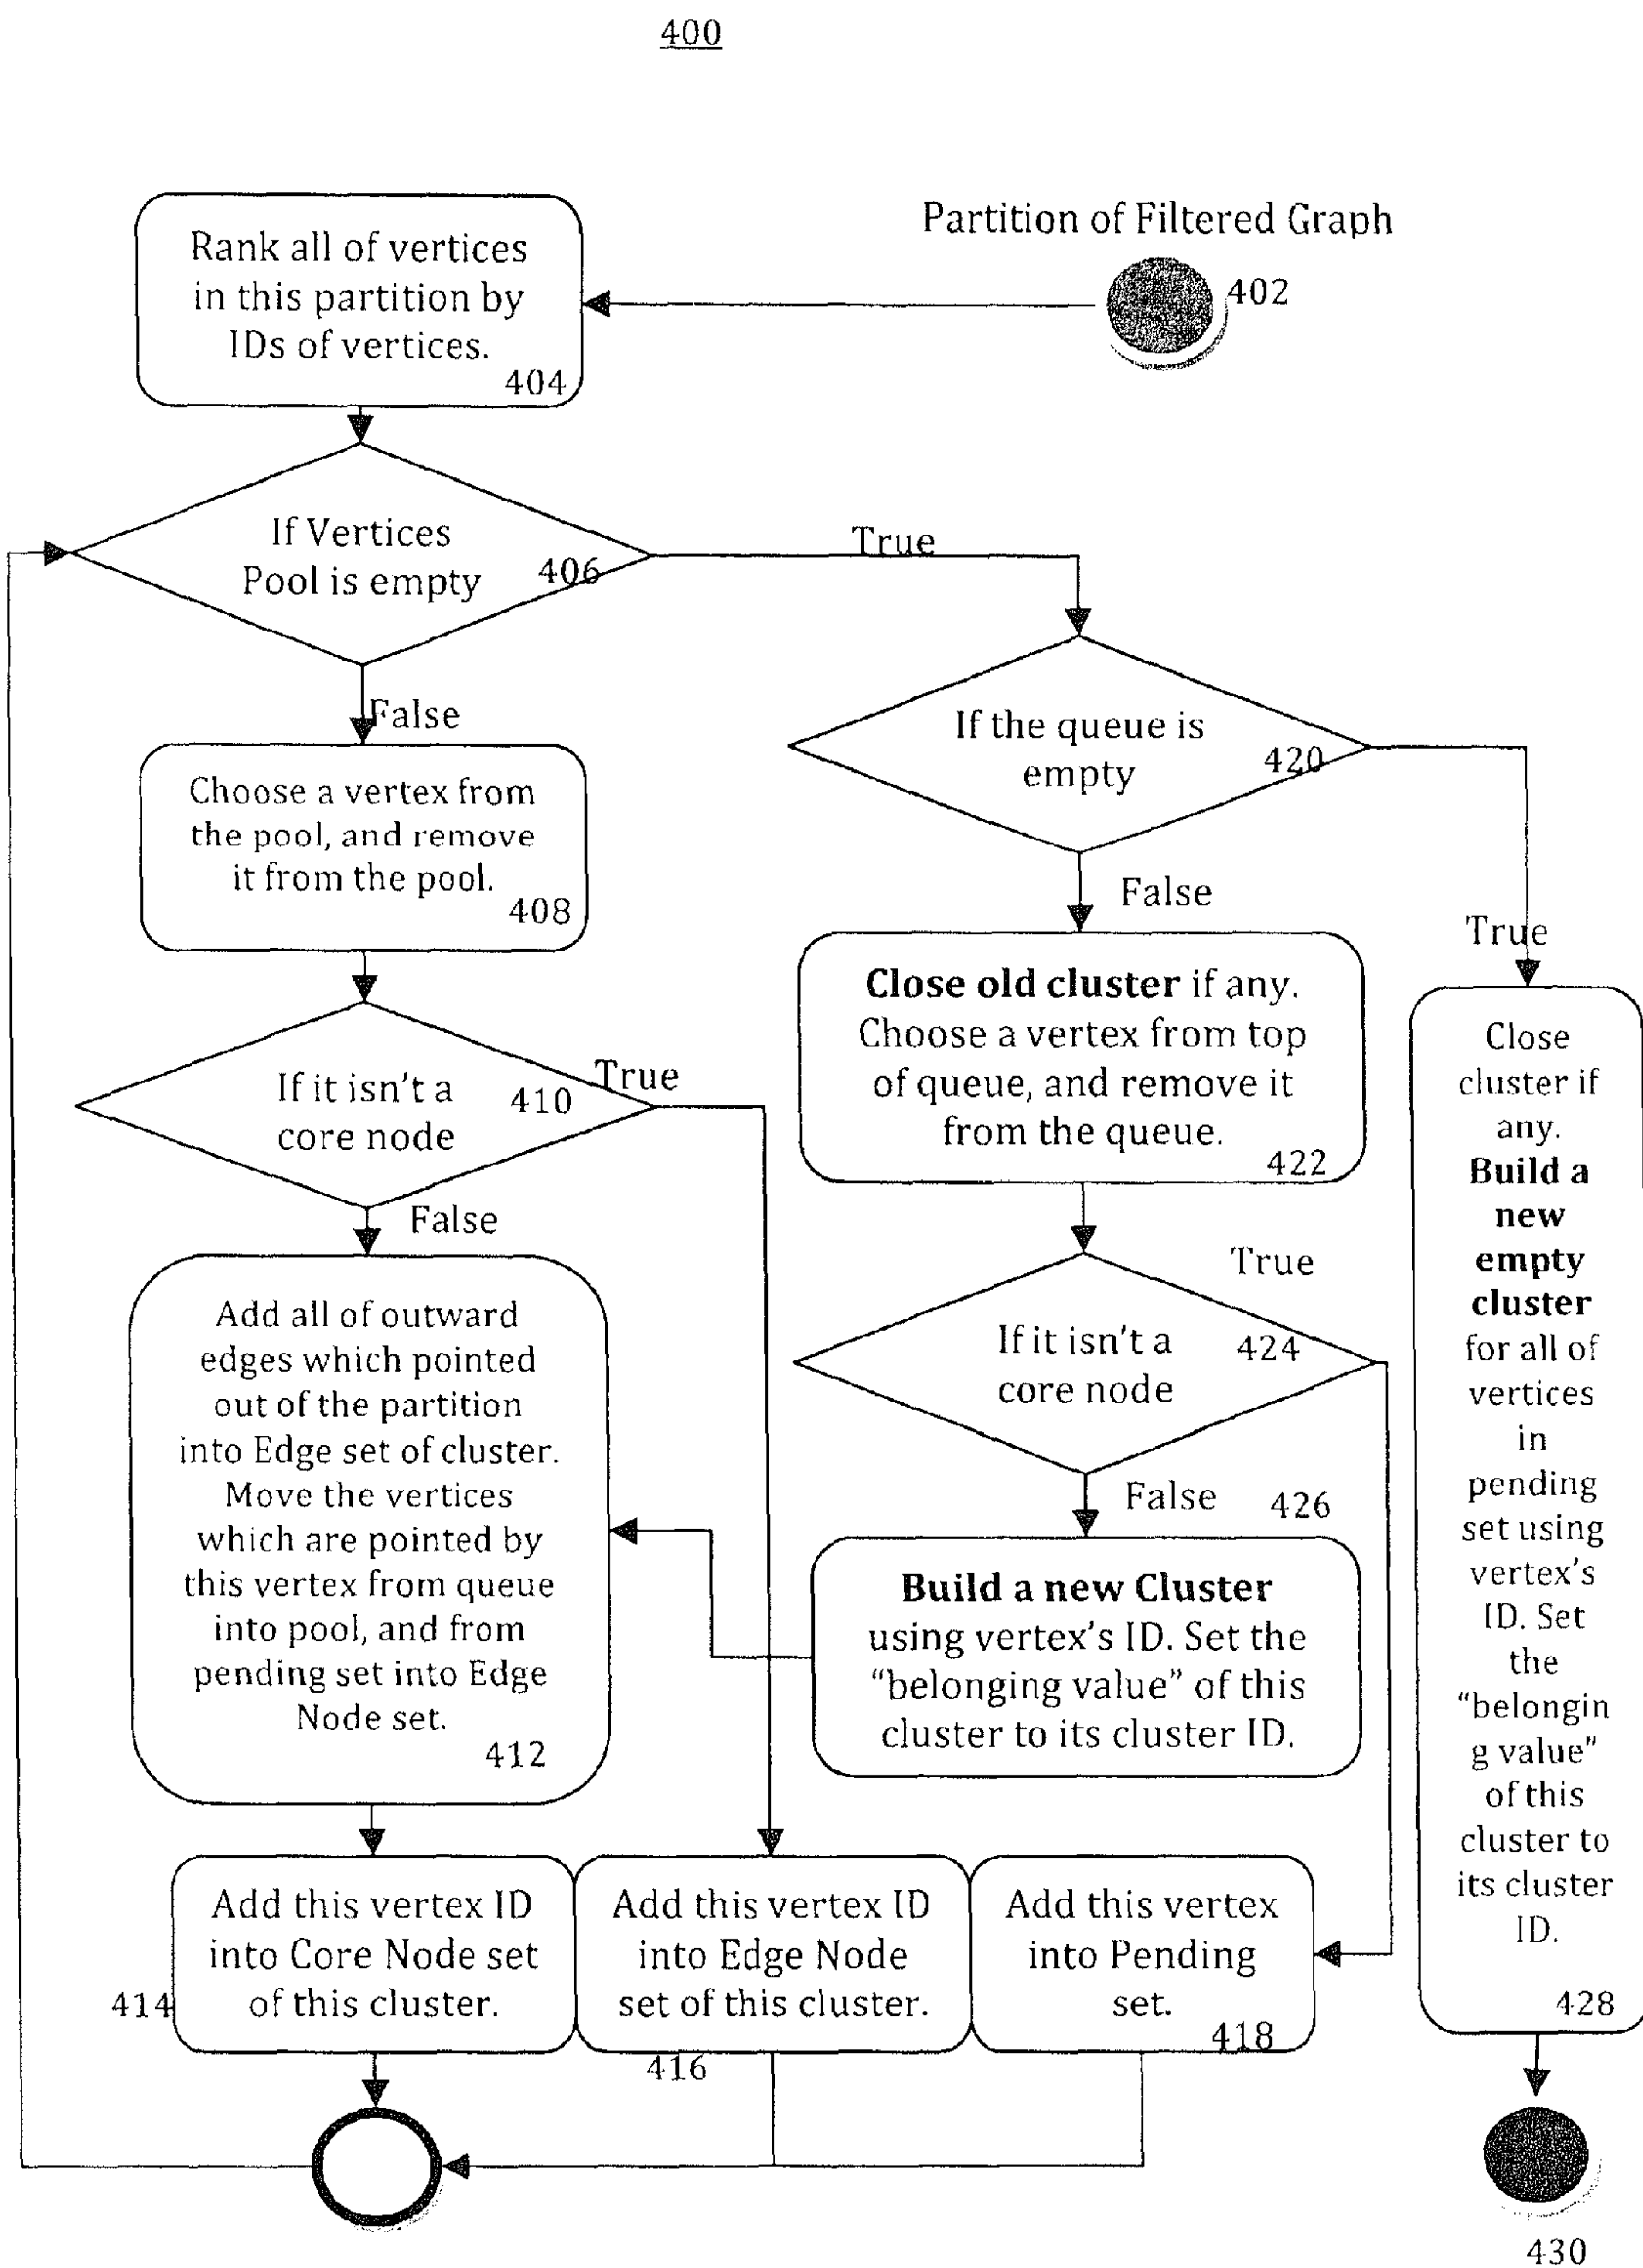 400
Partition of Filtered Graph
402
Rank all of vertices
in this partition by
IDs of vertices.
404
If Vertices
Pool is empty
406
True
False
Choose a vertex from
the pool, and remove
it from the pool.
408
If it isn't a
core node
410
True
False
Add all of outward
edges which pointed
out of the partition
into Edge set of cluster.
Move the vertices
which are pointed by
this vertex from queue
into pool, and from
pending set into Edge
Node set.
412
If the queue is
empty
420
False
True
Close old cluster if any.
Choose a vertex from top
of queue, and remove it
from the queue.
422
If it isn't a
core node
424
True
False
426
Build a new Cluster
using vertex's ID. Set the
“belonging value” of this
cluster to its cluster ID.
Close
cluster if
any.
Build a
new
empty
cluster
for all of
vertices
in
pending
set using
vertex's
ID. Set
the
“belongin
g value”
of this
cluster to
its cluster
ID.
428
Add this vertex ID
into Core Node set
of this cluster.
414
Add this vertex ID
into Edge Node
set of this cluster.
416
Add this vertex
into Pending
set.
418
430